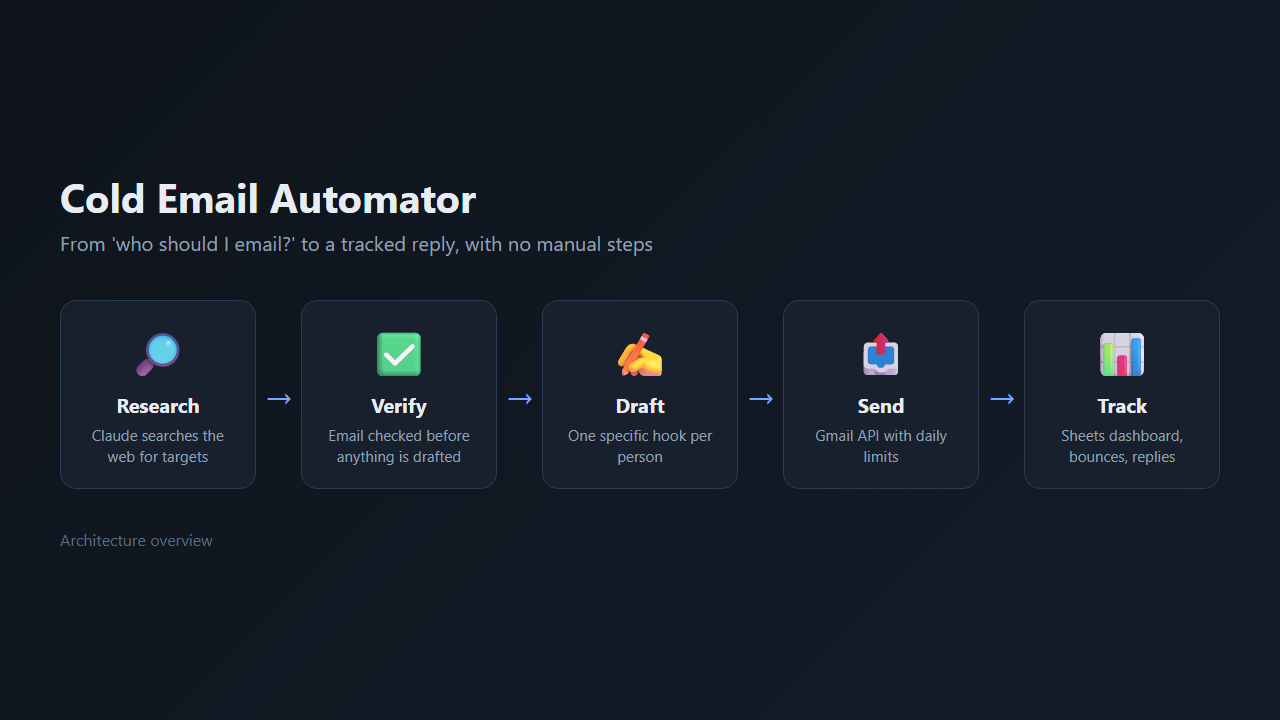 Cold Email Automator
From 'who should I email?' to a tracked reply, with no manual steps
Research
Claude searches the
web for targets
→
Verify
Email checked before
anything is drafted
→
Draft
One specific hook per
person
→
Send
Gmail API with daily
limits
→
Track
Sheets dashboard,
bounces, replies
Architecture overview